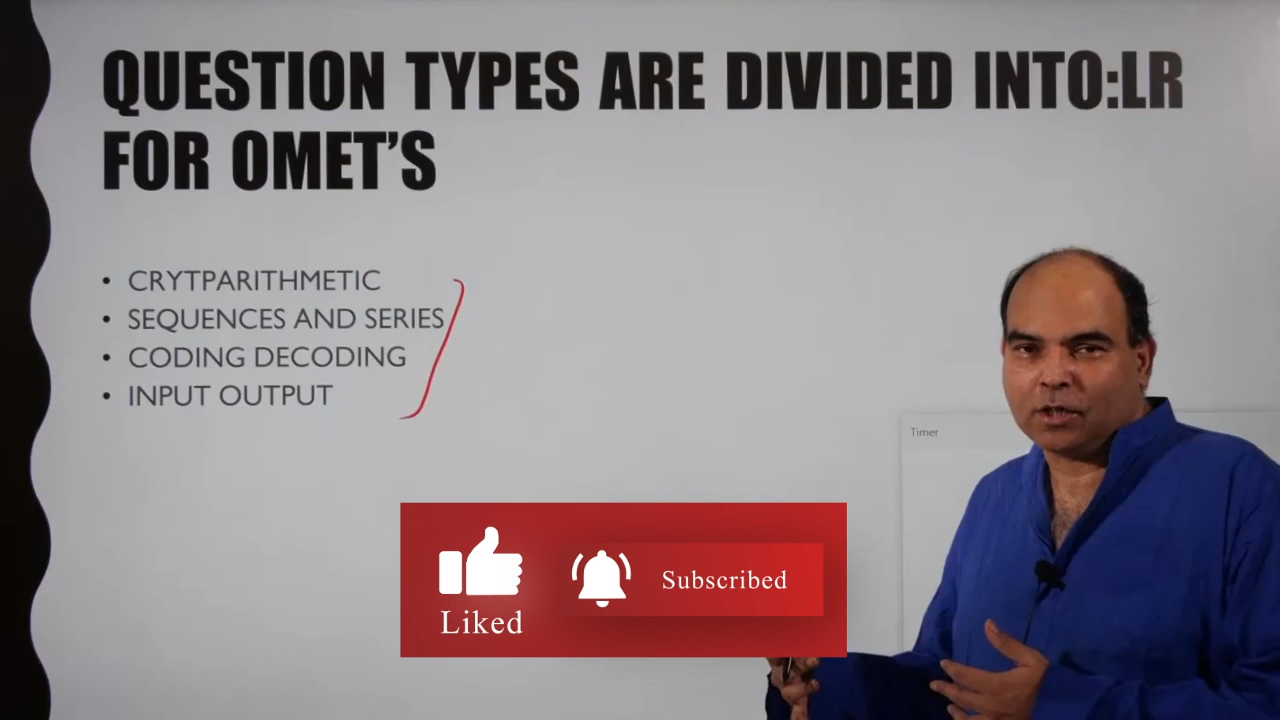 QUESTION TYPES ARE DIVIDED INTO:LR
FOR OMET'S
• CRYTPARITHMETIC
• SEQUENCES AND SERIES
• CODING DECODING
• INPUT OUTPUT
Timer
Liked
Subscribed